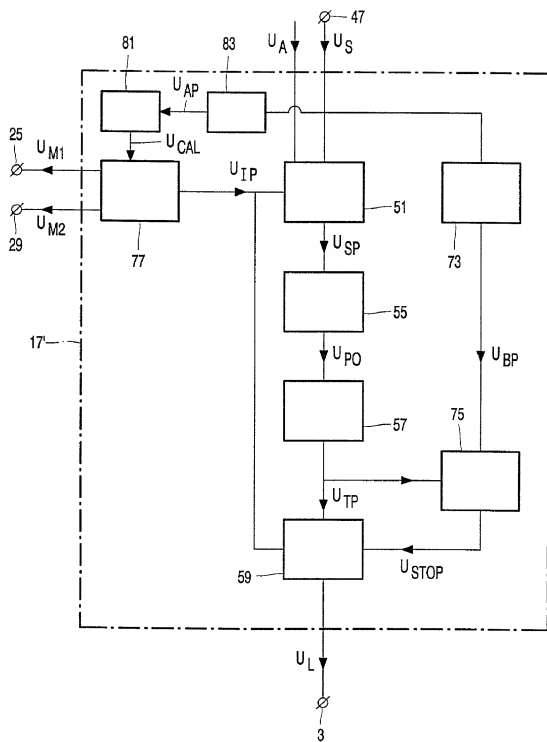 47
U_A
U_S
81
83
U_AP
25
U_M1
U_CAL
U_IP
U_M2
29
77
51
73
U_SP
55
17'
U_PO
U_BP
57
75
U_TP
59
U_STOP
U_L
3